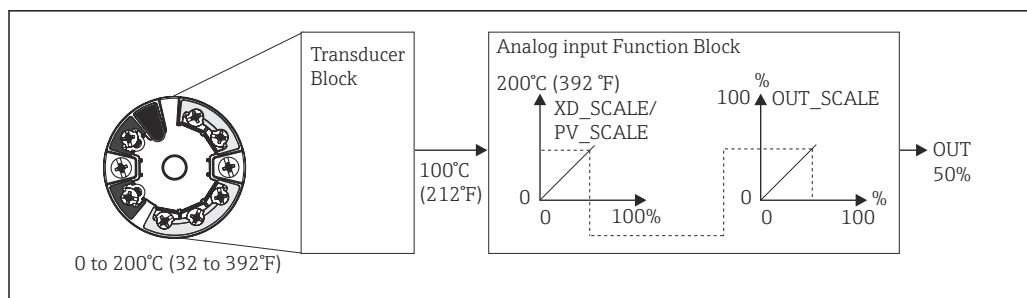 Transducer
Block
Analog input Function Block
200°C (392 °F)
XD_SCALE/
PV_SCALE
0
0
100%
%
100
OUT_SCALE
0
%
0
100
100°C
(212°F)
OUT
50%
0 to 200°C (32 to 392°F)